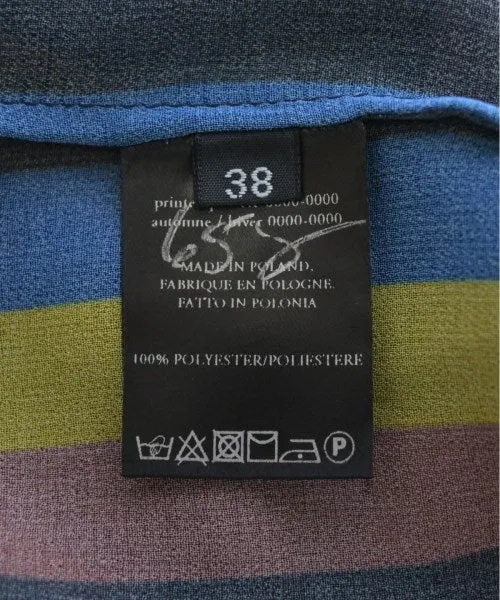 38
0000-0000
automne / hiver 0000-0000
MADE IN POLAND.
FABRIQUE EN POLOGNE.
FATTO IN POLONIA
100% POLYESTER/POLIESTERE
P